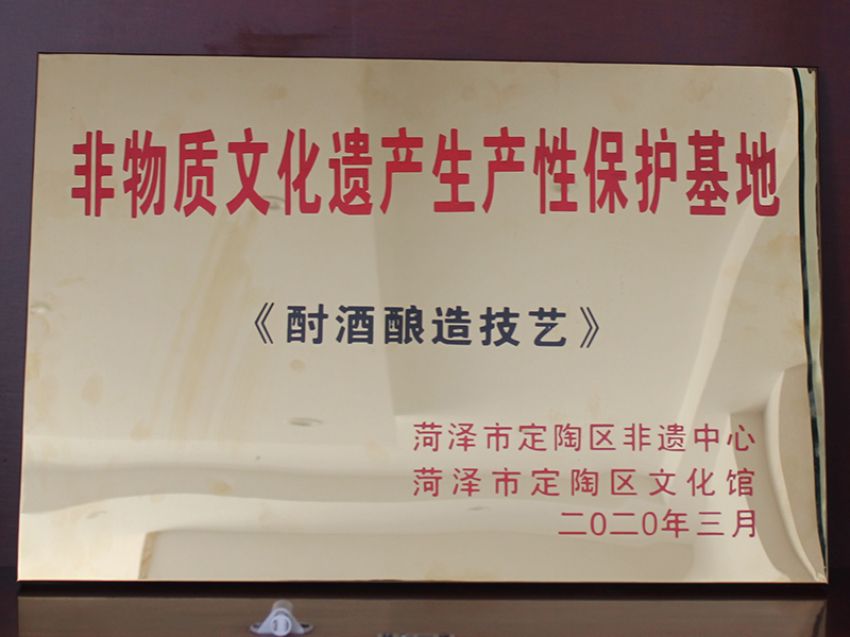 非物质文化遗产生产性保护基地
《酎酒酿造技艺》
菏泽市定陶区非遗中心
菏泽市定陶区文化馆
二0二0年三月